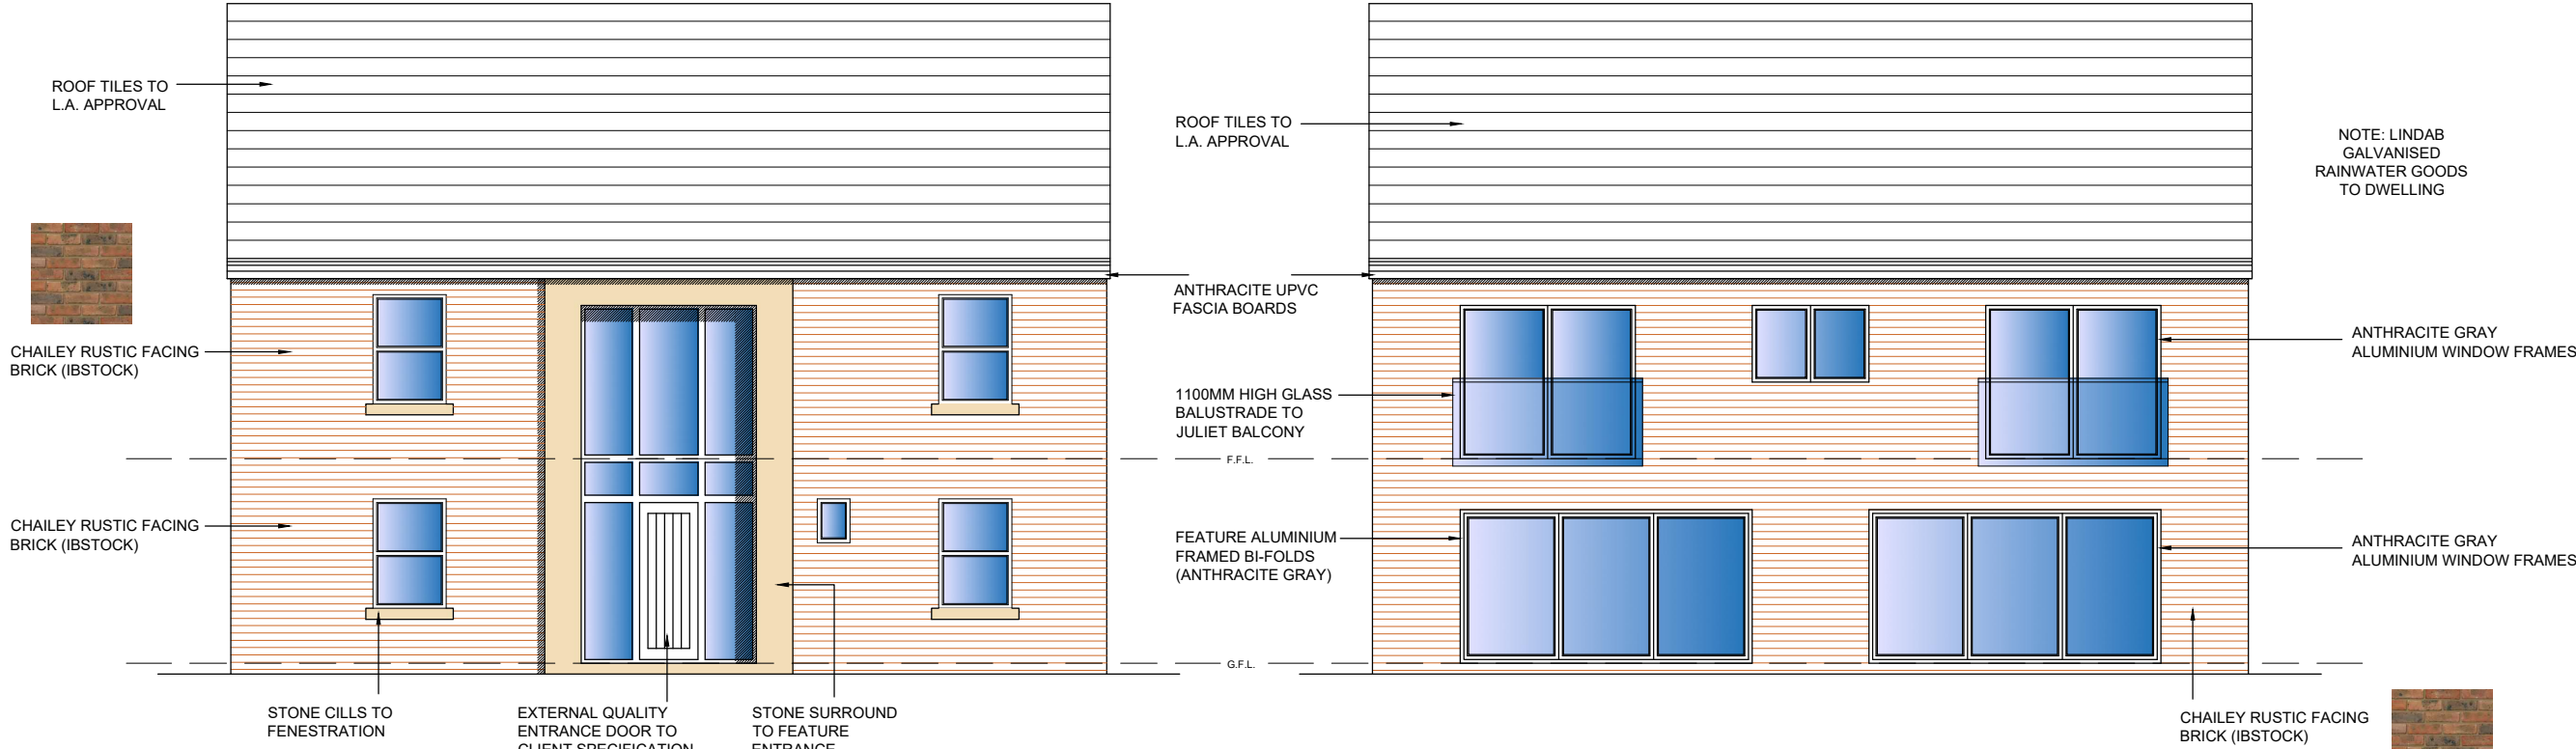 ROOF TILES TO
L.A. APPROVAL
CHAILEY RUSTIC FACING
BRICK (IBSTOCK)
CHAILEY RUSTIC FACING
BRICK (IBSTOCK)
STONE CILLS TO
FENESTRATION
EXTERNAL QUALITY
ENTRANCE DOOR TO
CLIENT SPECIFICATION
STONE SURROUND
TO FEATURE
ENTRANCE
ROOF TILES TO
L.A. APPROVAL
ANTHRACITE UPVC
FASCIA BOARDS
1100MM HIGH GLASS
BALUSTRADE TO
JULIET BALCONY
F.F.L.
FEATURE ALUMINIUM
FRAMED BI-FOLDS
(ANTHRACITE GRAY)
G.F.L.
NOTE: LINDAB
GALVANISED
RAINWATER GOODS
TO DWELLING
ANTHRACITE GRAY
ALUMINIUM WINDOW FRAMES
ANTHRACITE GRAY
ALUMINIUM WINDOW FRAMES
CHAILEY RUSTIC FACING
BRICK (IBSTOCK)